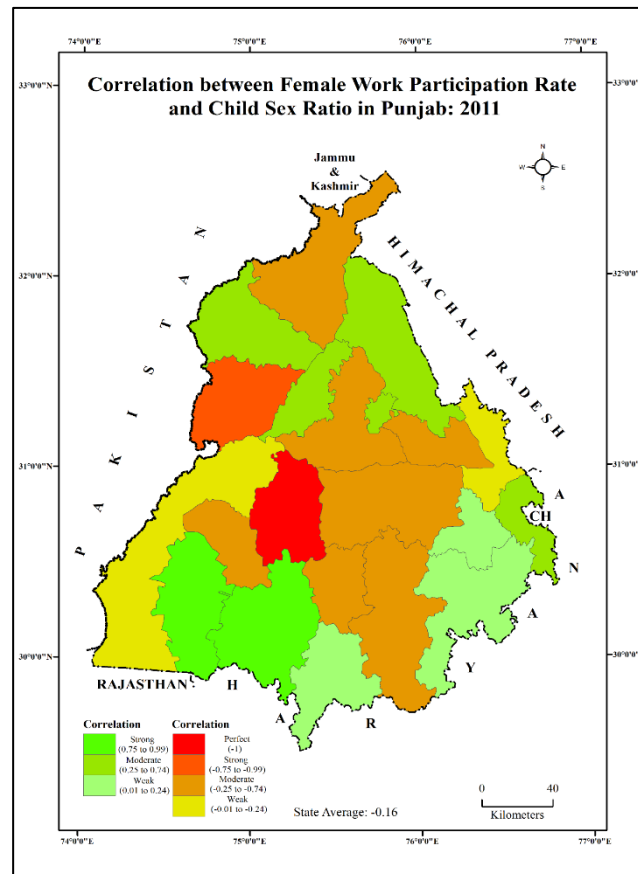 74°0'0"E 75°0'0"E 76°0'0"E 77°0'0"E
33°0'0"N 33°0'0"N
Correlation between Female Work Participation Rate
and Child Sex Ratio in Punjab: 2011
N
W E
S
Jammu
&
Kashmir
PAKISTAN
HIMACHAL PRADESH
32°0'0"N 32°0'0"N
31°0'0"N 31°0'0"N
CH
30°0'0"N 30°0'0"N
RAJASTHAN
HARYANA
Correlation Correlation
Strong
(0.75 to 0.99)
Moderate
(0.25 to 0.74)
Weak
(0.01 to 0.24)
Perfect
(-1)
Strong
(-0.75 to -0.99)
Moderate
(-0.25 to -0.74)
Weak
(-0.01 to -0.24)
State Average: -0.16
0 40
Kilometers
74°0'0"E 75°0'0"E 76°0'0"E 77°0'0"E